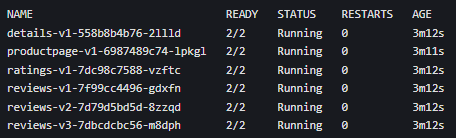 NAME READY STATUS RESTARTS AGE
details-v1-558b8b4b76-2llld 2/2 Running 0 3m12s
productpage-v1-6987489c74-lpkgl 2/2 Running 0 3m11s
ratings-v1-7dc98c7588-vzftc 2/2 Running 0 3m12s
reviews-v1-7f99cc4496-gdxfn 2/2 Running 0 3m12s
reviews-v2-7d79d5bd5d-8zzqd 2/2 Running 0 3m12s
reviews-v3-7dbcdcbc56-m8dph 2/2 Running 0 3m12s